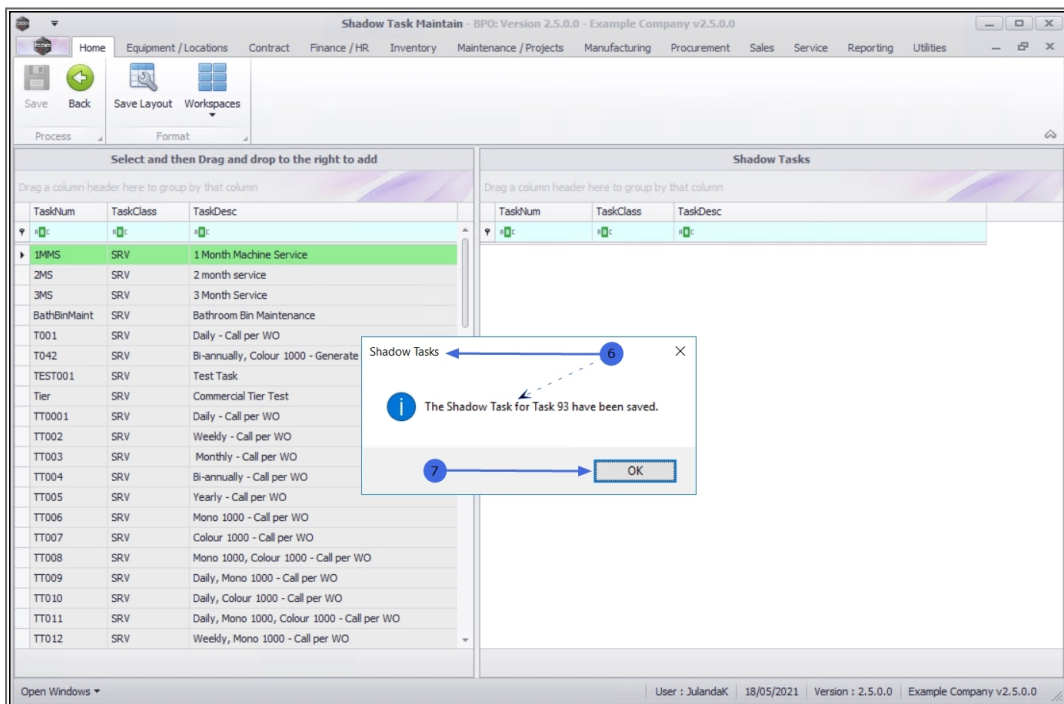 Shadow Task Maintain - BPO: Version 2.5.0.0 - Example Company v2.5.0.0
Home Equipment / Locations Contract Finance / HR Inventory Maintenance / Projects Manufacturing Procurement Sales Service Reporting Utilities
Save Back Save Layout Workspaces
Process Format
Select and then Drag and drop to the right to add
Shadow Tasks
Drag a column header here to group by that column
Drag a column header here to group by that column
TaskNum TaskClass TaskDesc
TaskNum TaskClass TaskDesc
1MMS SRV 1 Month Machine Service
2MS SRV 2 month service
3MS SRV 3 Month Service
BathBinMaint SRV Bathroom Bin Maintenance
T001 SRV Daily - Call per WO
T042 SRV Bi-annually, Colour 1000 - Generate
TEST001 SRV Test Task
Tier SRV Commercial Tier Test
TT0001 SRV Daily - Call per WO
TT002 SRV Weekly - Call per WO
TT003 SRV Monthly - Call per WO
TT004 SRV Bi-annually - Call per WO
TT005 SRV Yearly - Call per WO
TT006 SRV Mono 1000 - Call per WO
TT007 SRV Colour 1000 - Call per WO
TT008 SRV Mono 1000, Colour 1000 - Call per WO
TT009 SRV Daily, Mono 1000 - Call per WO
TT010 SRV Daily, Colour 1000 - Call per WO
TT011 SRV Daily, Mono 1000, Colour 1000 - Call per WO
TT012 SRV Weekly, Mono 1000 - Call per WO
Shadow Tasks 6
The Shadow Task for Task 93 have been saved.
7 OK
Open Windows User : JulandaK 18/05/2021 Version : 2.5.0.0 Example Company v2.5.0.0